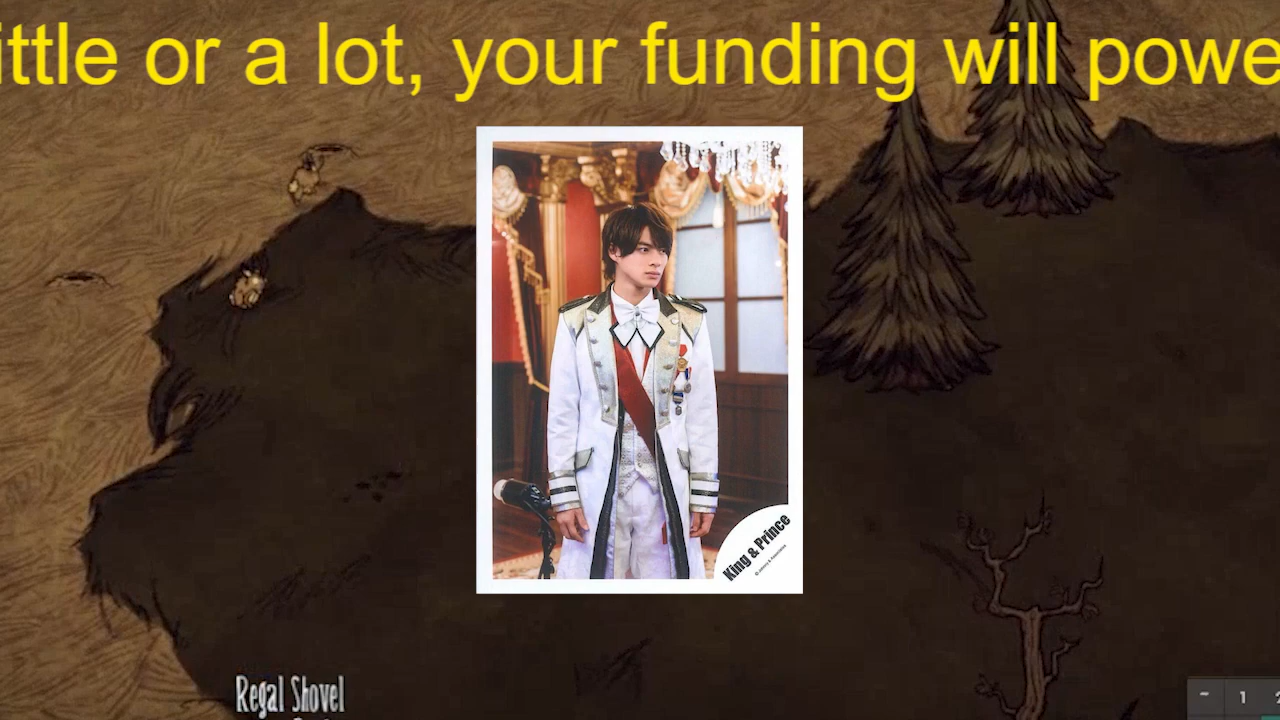 ittle or a lot, your funding will powe
King & Prince
Regal Shovel
~ 1